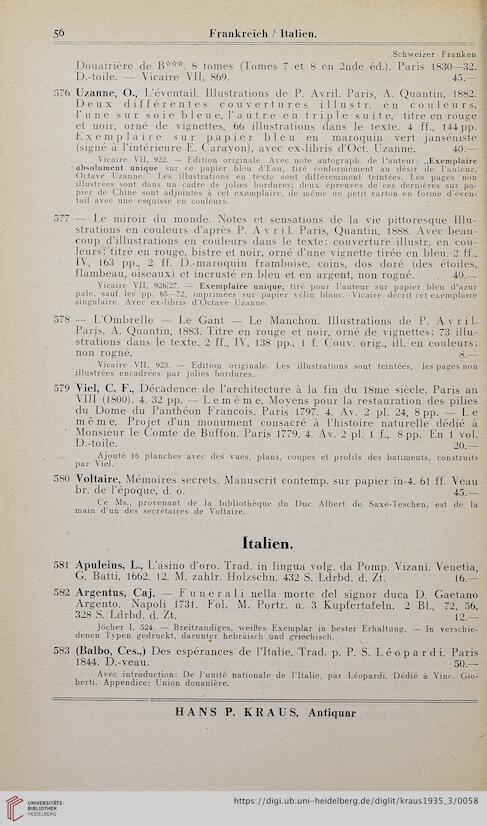 56 Frankreich / Italien.
Schweizer Franken
Douairière de B***. 8 tomes (Tomes 7 et 8 en 2nde éd.). Paris 1830—32.
D.-toile. — Vicaire VII, 869. 45.—
576 Uzanne, O., L'éventail. Illustrations de P. Avril. Paris, A. Quantin, 1882.
Deux différentes couvertures illustr. en couleurs,
l'une sur soie bleue, l'autre en triple suite, titre en rouge
et noir, orné de vignettes, 66 illustrations dans le texte. 4 ff., 144 pp.
Exemplaire sur papier bleu en maroquin vert janséniste
(signé à l'intérieure E. Carayon), avec ex-libris d'Oct. Uzanne. 40.—
Vicaire VII, 922. — Edition originale. Avec note autograph. de l'auteur: „Exemplaire
absolument unique sur ce papier bleu d'Eau, tiré conformement au désir de l'auteur,
Octave Uzanne." Les illustrations en texte sont différemment teintées. Les pages non
illustrées sont dans un cadre de jolies bordures; deux épreuves de ces dernières sur pa-
pier de Chine sont adjointes à cet exemplaire, de même un petit carton en forme d'éven-
tail avec une esquisse en couleurs.
577 — Le miroir du monde. Notes et sensations de la vie pittoresque Illu-
strations en couleurs d'après P. Avril. Paris, Quantin, 1888. Avec beau-
coup d'illustrations en couleurs dans le texte; couverture illustr. en cou-
leurs; titre en rouge, bistre et noir, orné d'une vignette tirée en bleu. 2 ff.,
IV, 163 pp., 2 ff. D.-maroquin framboise, coins, dos doré (des étoiles,
flambeau, oiseaux) et incrusté en bleu et en argent, non rogné. 40.—
Vicaire VII, 926/27. — Exemplaire unique, tiré pour l'auteur sur papier bleu d'azur
pale, sauf les pp. 65—72, imprimées sur papier vélin blanc. Vicaire décrit cet exemplaire
singulaire. Avec ex-libris d'Octave Uzanne.
578 — L'Ombrelle — Le Gant — Le Manchon. Illustrations de P. Avril.
Paris, A. Quantin, 1883. Titre en rouge et noir, orné de vignettes; 73 illu-
strations dans le texte. 2 ff., IV, 138 pp., 1 f. Couv. orig., ill. en couleurs;
non rogné. 8.—
Vicaire VII, 923. — Edition originale. Les illustrations sont teintées, les pages non
illustrées encadrées par jolies bordures.
579 Viel, C. F., Décadence de l'architecture à la fin du 18me siècle. Paris an
VIII (1800). 4. 32 pp. — Le même, Moyens pour la restauration des pilies
du Dome du Panthéon Francois. Paris 1797. 4. Av. 2 pl. 24, 8 pp. — Le
même, Projet d'un monument consacré à l'histoire naturelle dédié à
Monsieur le Comte de Buffon. Paris 1779. 4. Av. 2 pl. 1 f., 8 pp. En 1 vol.
D.-toile. 20.—
Ajouté 16 planches avec des vues, plans, coupes et profils des batiments, construits
par Viel.
580 Voltaire, Mémoires secrets. Manuscrit contemp. sur papier in-4. 61 ff. Veau
br. de l'époque, d. o. 45.—
Ce Ms., provenant de la bibliothèque du Duc Albert de Saxe-Teschen, est de la
main d'un des secrétaires de Voltaire.
Italien.
581 Apuleius, L., L'asino d'oro. Trad. in lingua volg. da Pomp. Vizani. Venetia,
G. Batti, 1662. 12. M. zahlr. Holzschn. 432 S. Ldrbd. d. Zt. 16.—
582 Argentus, Caj. — Funerali nella morte del signor duca D. Gaetano
Argento. Napoli 1731. Fol. M. Portr. u. 3 Kupfertafeln. 2 Bl., 72, 56,
328 S. Ldrbd. d. Zt. 12.—
Jöcher I, 524. — Breitrandiges, weißes Exemplar in bester Erhaltung. — In verschie-
denen Typen gedruckt, darunter hebräisch und griechisch.
583 (Balbo, Ces.,) Des espérances de l'Italie. Trad. p. P. S. Léopardi. Paris
1844. D.-veau. 50.—
Avec introduction: De l'unité nationale de l'Italie, par Léopardi. Dédié à Vinc. Gio-
berti. Appendice: Union douanière.
HANS P. KRAUS, Antiquar
UNIVERSITÄTS-
BIBLIOTHEK
HEIDELBERG
https://digi.ub.uni-heidelberg.de/diglit/kraus1935_3/0058